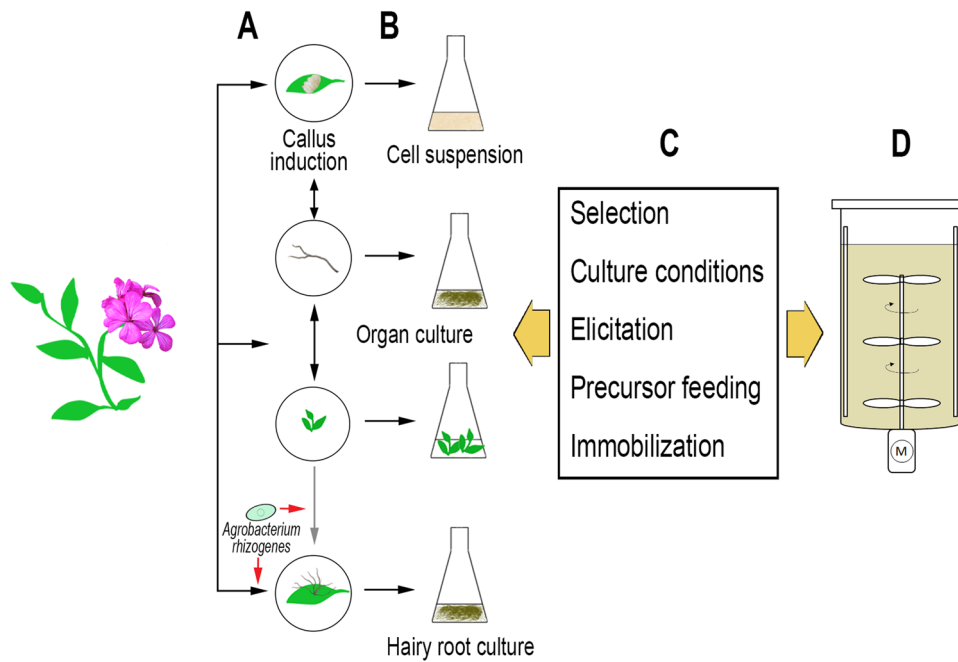 A
B
Callus
induction
Cell suspension
C
D
Selection
Culture conditions
Elicitation
Precursor feeding
Immobilization
Organ culture
M
Agrobacterium
rhizogenes
Hairy root culture